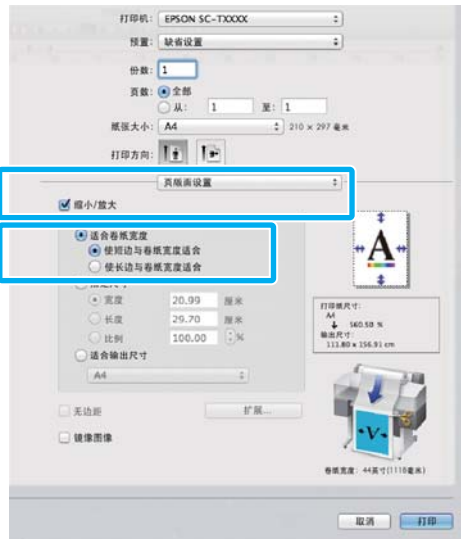 打印机: EPSON SC-TXXXX
预置: 缺省设置
份数: 1
页数: 全部
从: 1 至: 1
纸张大小: A4 210 x 297 毫米
打印方向:
页版面设置
缩小/放大
适合卷纸宽度
使短边与卷纸宽度适合
使长边与卷纸宽度适合
宽度 20.99 厘米
长度 29.70 厘米
比例 100.00 %
适合输出尺寸
A4
无边距 扩展...
镜像图像
A
打印纸尺寸:
A4
560.50 %
输出尺寸:
111.80 x 156.91 cm
卷纸宽度: 44英寸(1118毫米)
取消 打印